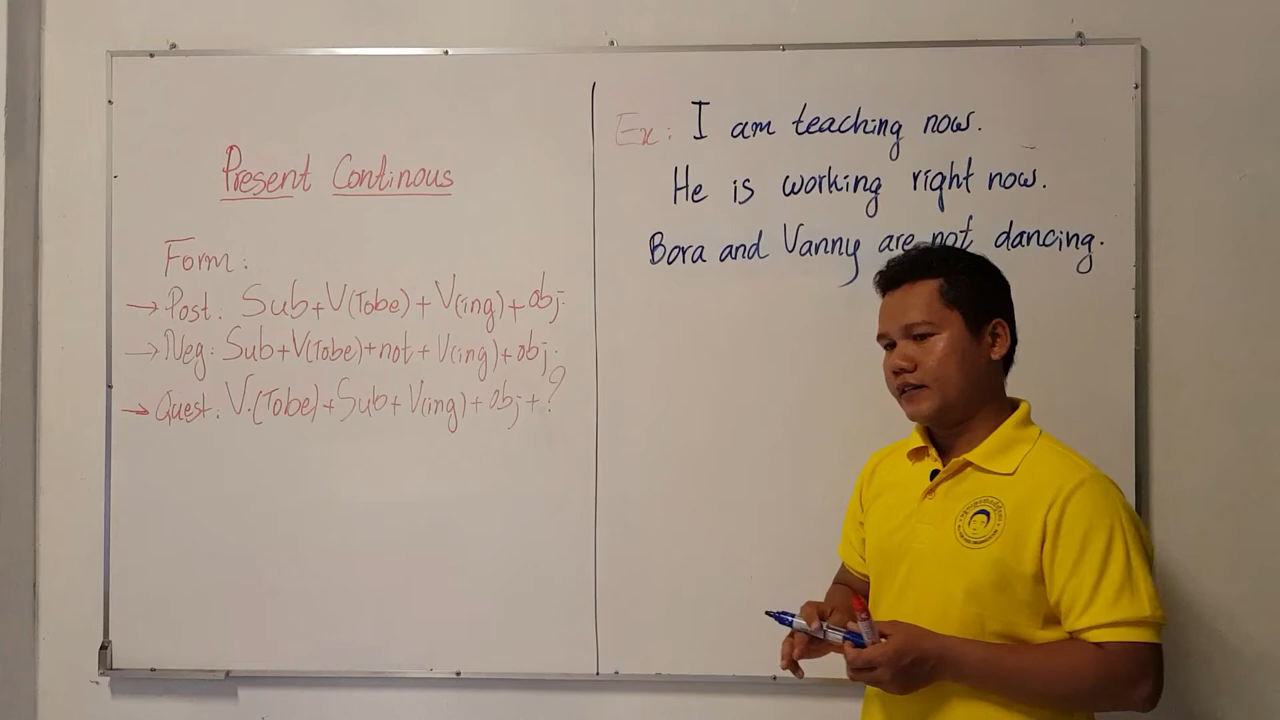 Present Continous
Form:
→ Post: Sub+V(Tobe)+V(ing)+obj.
→ Neg: Sub+V(Tobe)+not+V(ing)+obj.
→ Quest: V.(Tobe)+Sub+V(ing)+obj+?
Ex: I am teaching now.
He is working right now.
Bora and Vanny are not dancing.